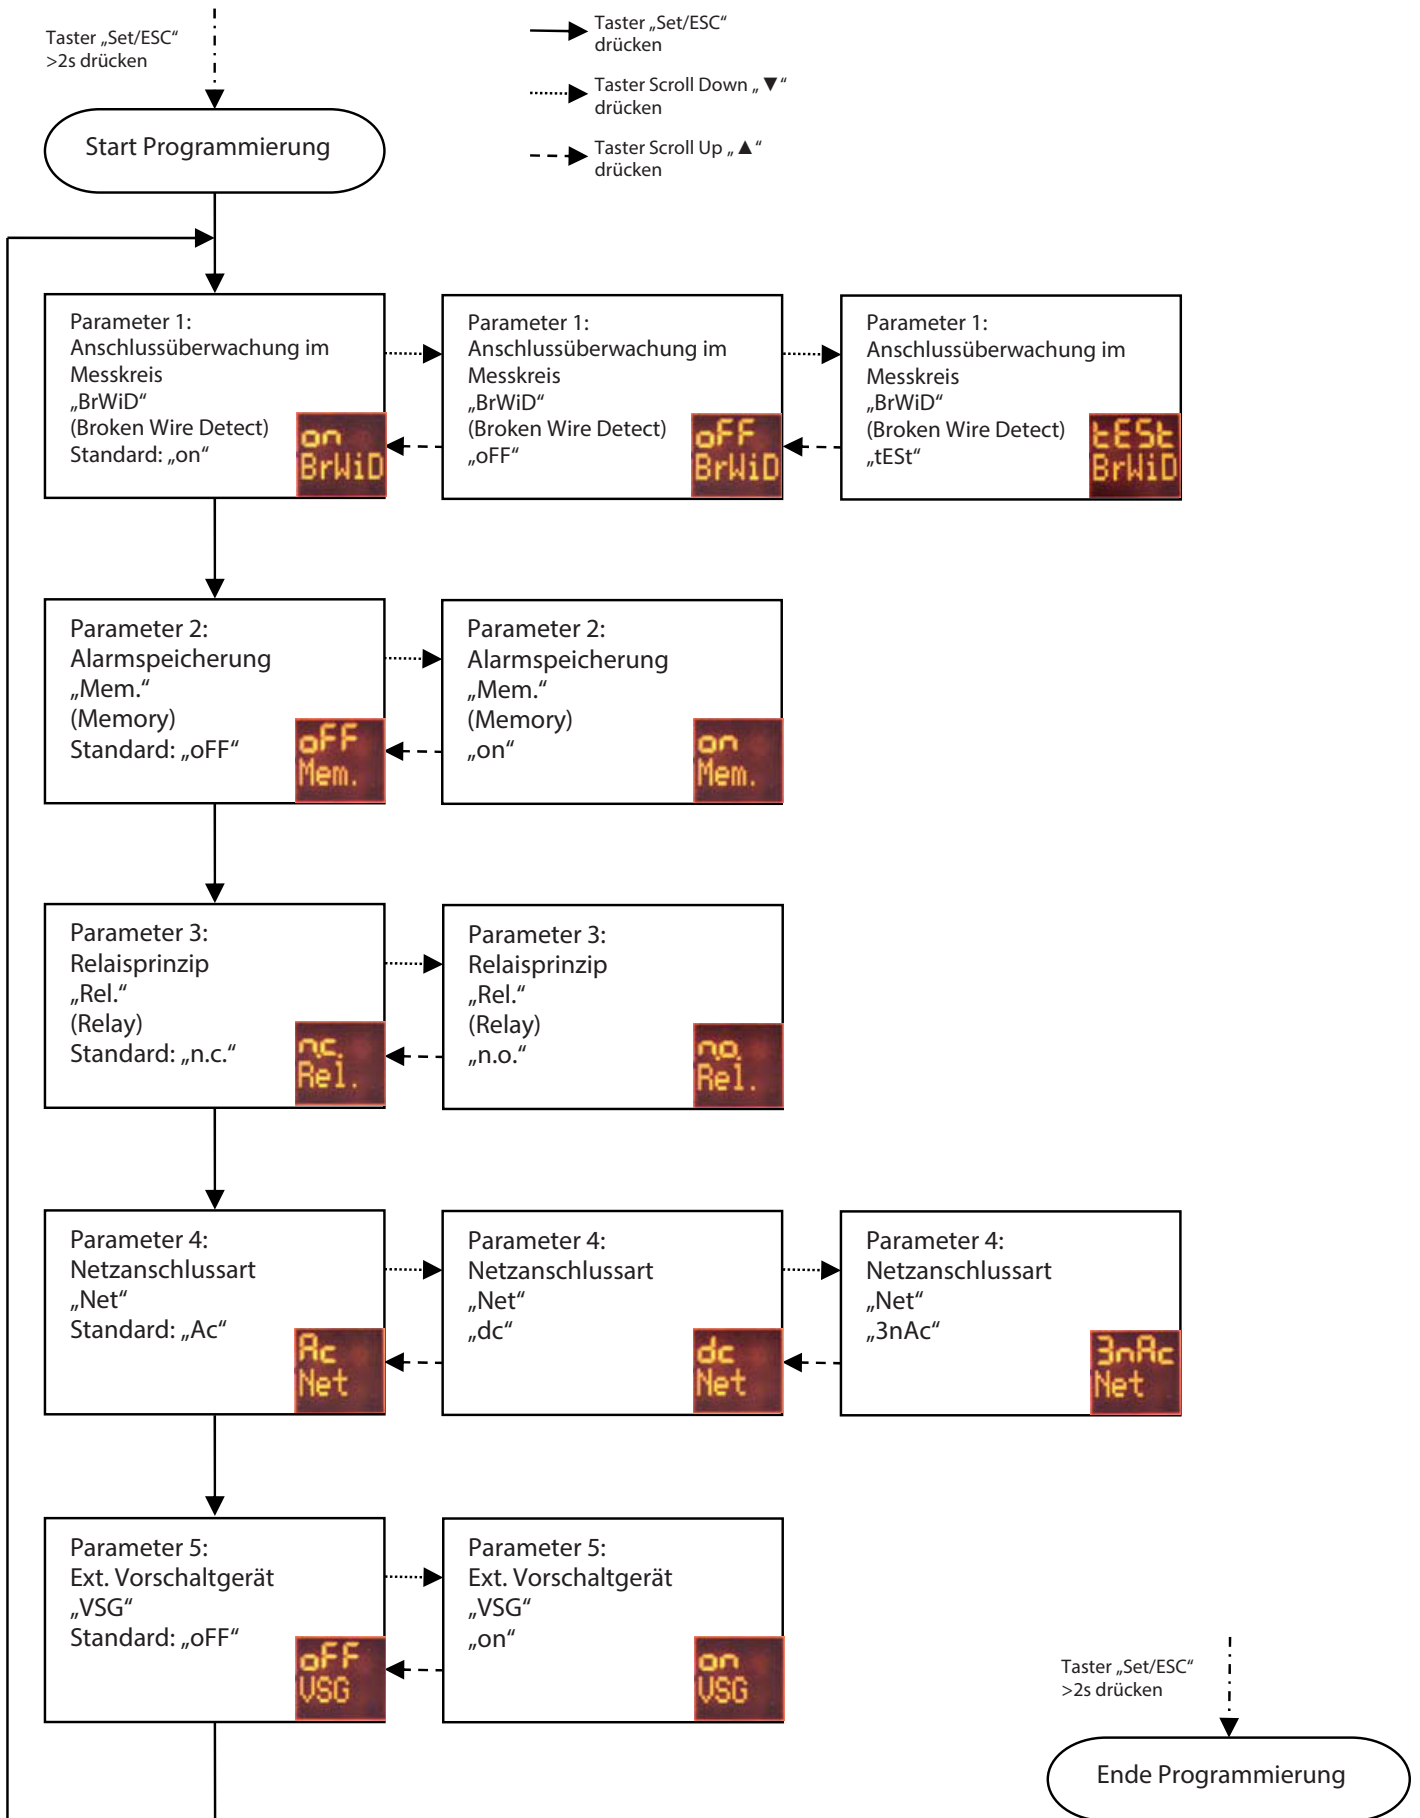 Taster „Set/ESC“
>2s drücken
Taster „Set/ESC“
drücken
Taster Scroll Down „ ▼“
drücken
Taster Scroll Up „ ▲“
drücken
Start Programmierung
Parameter 1:
Anschlussüberwachung im
Messkreis
„BrWiD“
(Broken Wire Detect)
Standard: „on“
on
BrWiD
Parameter 1:
Anschlussüberwachung im
Messkreis
„BrWiD“
(Broken Wire Detect)
„oFF“
oFF
BrWiD
Parameter 1:
Anschlussüberwachung im
Messkreis
„BrWiD“
(Broken Wire Detect)
„tESt“
tESt
BrWiD
Parameter 2:
Alarmspeicherung
„Mem.“
(Memory)
Standard: „oFF“
oFF
Mem.
Parameter 2:
Alarmspeicherung
„Mem.“
(Memory)
„on“
on
Mem.
Parameter 3:
Relaisprinzip
„Rel.“
(Relay)
Standard: „n.c.“
n.c.
Rel.
Parameter 3:
Relaisprinzip
„Rel.“
(Relay)
„n.o.“
n.o.
Rel.
Parameter 4:
Netzanschlussart
„Net“
Standard: „Ac“
Ac
Net
Parameter 4:
Netzanschlussart
„Net“
„dc“
dc
Net
Parameter 4:
Netzanschlussart
„Net“
„3nAc“
3nAc
Net
Parameter 5:
Ext. Vorschaltgerät
„VSG“
Standard: „oFF“
oFF
VSG
Parameter 5:
Ext. Vorschaltgerät
„VSG“
„on“
on
VSG
Taster „Set/ESC“
>2s drücken
Ende Programmierung